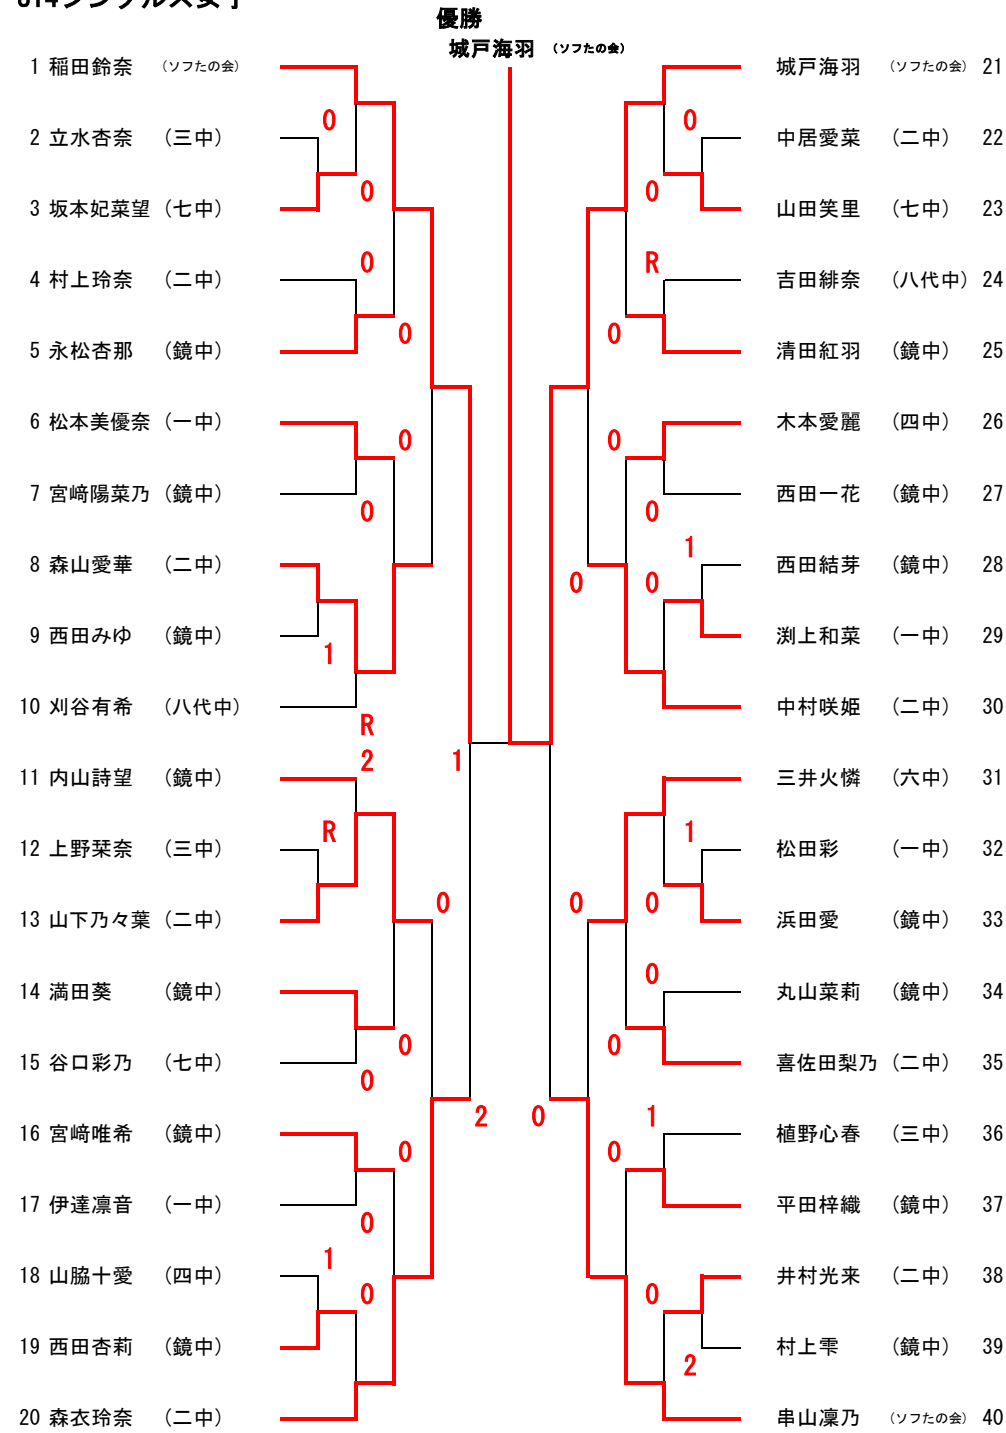 U14シングルス女子
優勝
城戸海羽 (ソフたの会)
1 稲田鈴奈 (ソフたの会)
2 立水杏奈 (三中)
3 坂本妃菜望 (七中)
4 村上玲奈 (二中)
5 永松杏那 (鏡中)
6 松本美優奈 (一中)
7 宮﨑陽菜乃 (鏡中)
8 森山愛華 (二中)
9 西田みゆ (鏡中)
10 刈谷有希 (八代中)
11 内山詩望 (鏡中)
12 上野栞奈 (三中)
13 山下乃々葉 (二中)
14 満田葵 (鏡中)
15 谷口彩乃 (七中)
16 宮﨑唯希 (鏡中)
17 伊達凛音 (一中)
18 山脇十愛 (四中)
19 西田杏莉 (鏡中)
20 森衣玲奈 (二中)
0
0
0
0
0
0
1
R
2
R
0
0
0
0
1
0
0
1
2
城戸海羽 (ソフたの会) 21
中居愛菜 (二中) 22
山田笑里 (七中) 23
吉田緋奈 (八代中) 24
清田紅羽 (鏡中) 25
木本愛麗 (四中) 26
西田一花 (鏡中) 27
西田結芽 (鏡中) 28
渕上和菜 (一中) 29
中村咲姫 (二中) 30
三井火憐 (六中) 31
松田彩 (一中) 32
浜田愛 (鏡中) 33
丸山菜莉 (鏡中) 34
喜佐田梨乃 (二中) 35
植野心春 (三中) 36
平田梓織 (鏡中) 37
井村光来 (二中) 38
村上雫 (鏡中) 39
串山凜乃 (ソフたの会) 40
0
0
R
0
0
0
1
0
0
1
0
0
0
0
1
0
0
0
2